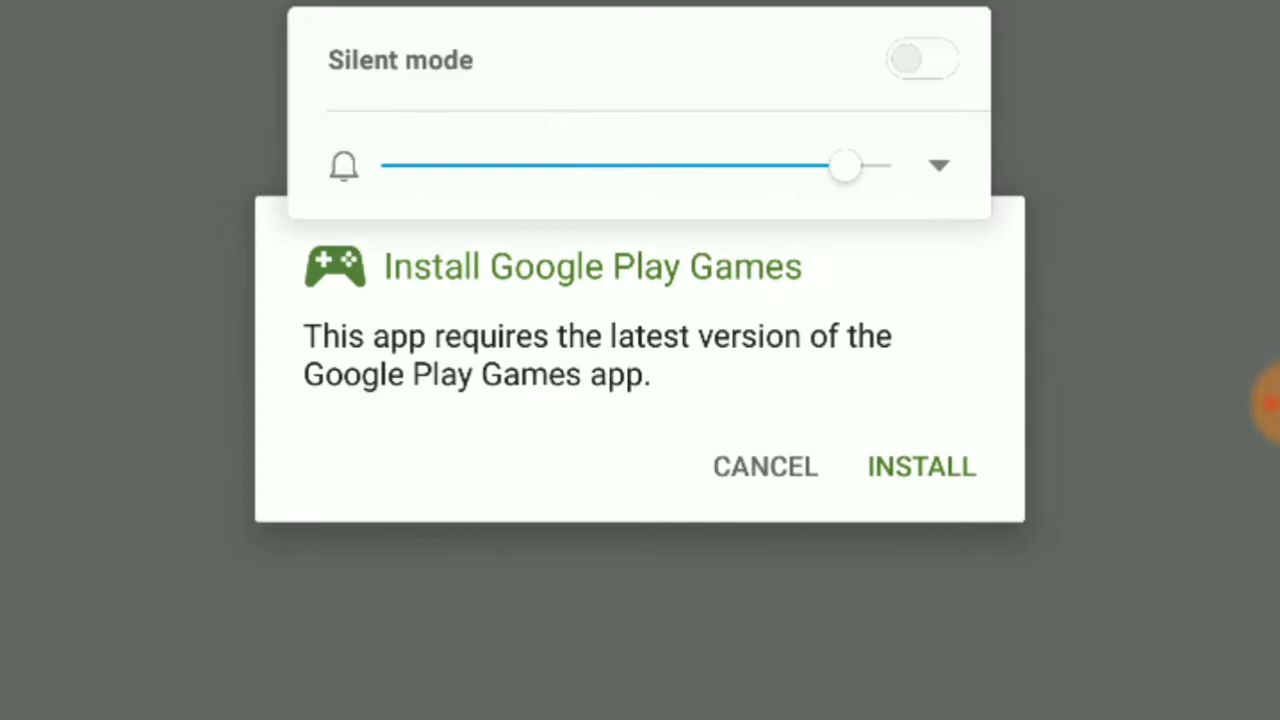 Silent mode
Install Google Play Games
This app requires the latest version of the
Google Play Games app.
CANCEL INSTALL